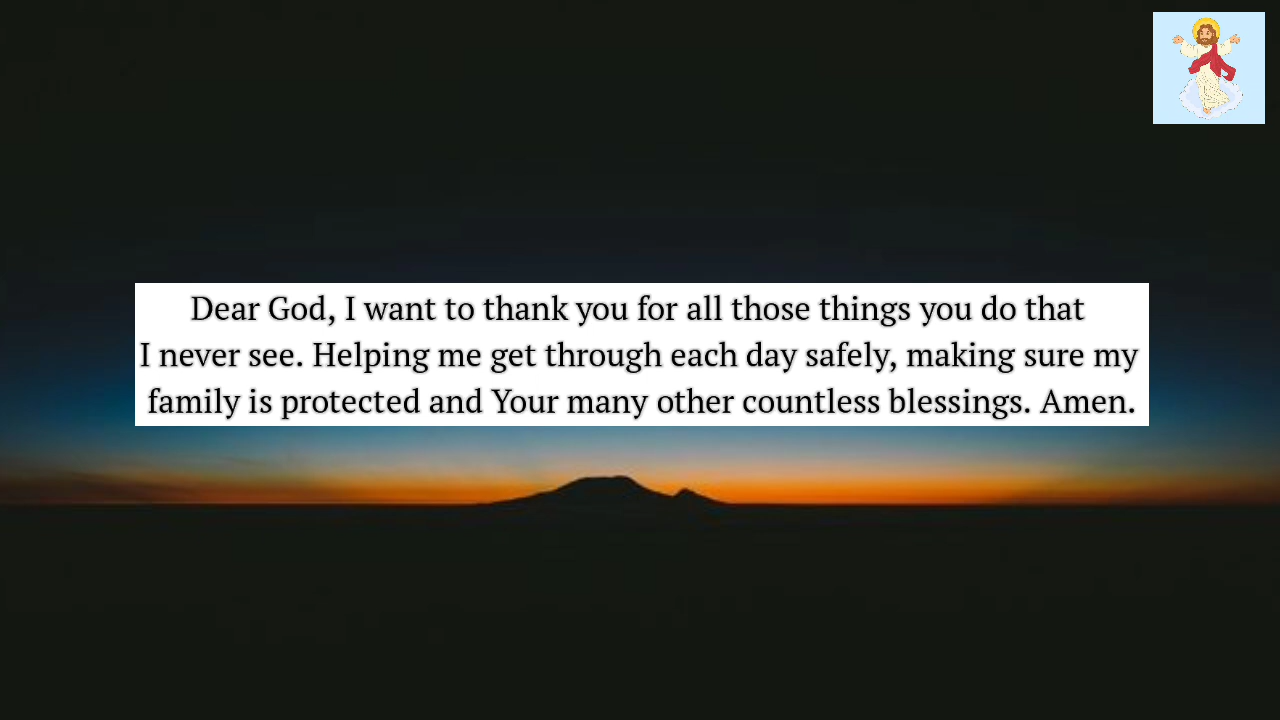 Dear God, I want to thank you for all those things you do that
I never see. Helping me get through each day safely, making sure my
family is protected and Your many other countless blessings. Amen.